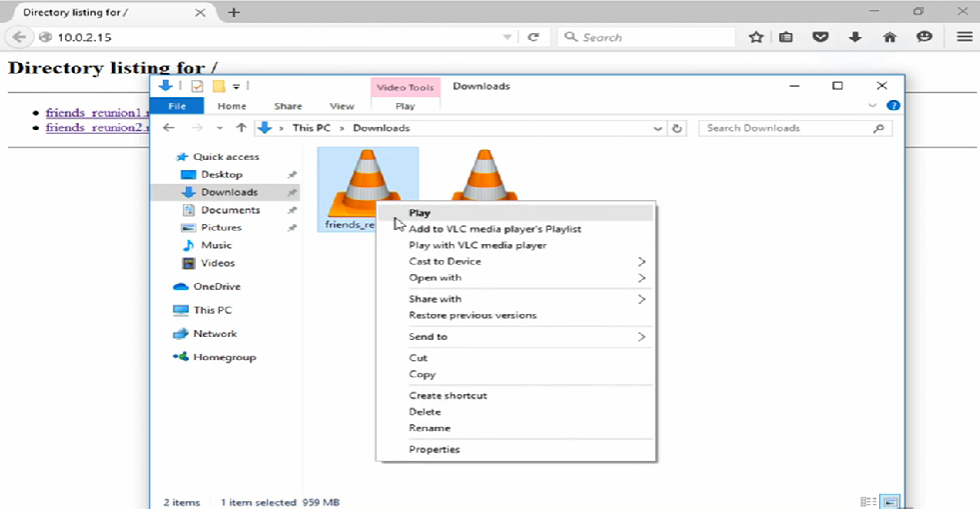 Directory listing for /
10.0.2.15
Search
Directory listing for /
friends_reunion1.
friends_reunion2.
Video Tools
Downloads
File
Home
Share
View
Play
This PC
Downloads
Search Downloads
Quick access
Desktop
Downloads
Documents
Pictures
Music
Videos
OneDrive
This PC
Network
Homegroup
friends_re
Play
Add to VLC media player's Playlist
Play with VLC media player
Cast to Device
Open with
Share with
Restore previous versions
Send to
Cut
Copy
Create shortcut
Delete
Rename
Properties
2 items 1 item selected 959 MB